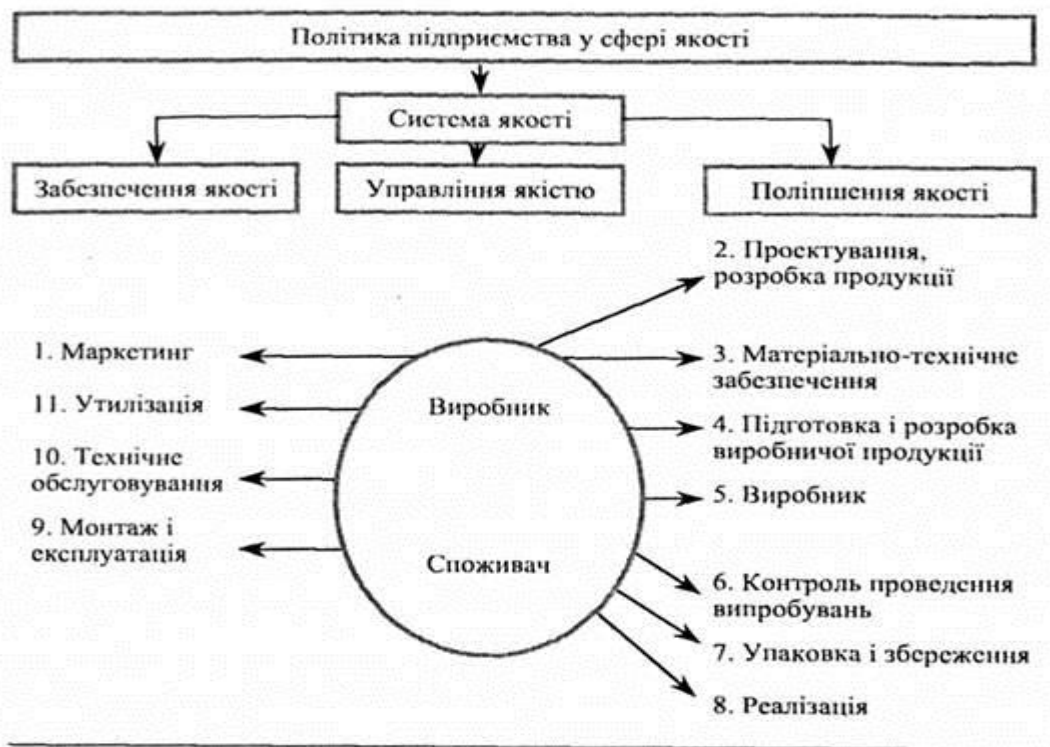 Політика підприємства у сфері якості
Система якості
Забезпечення якості
Управління якістю
Поліпшення якості
2. Проєктування,
розробка продукції
1. Маркетинг
3. Матеріально-технічне
забезпечення
11. Утилізація
Виробник
4. Підготовка і розробка
виробничої продукції
10. Технічне
обслуговування
5. Виробник
9. Монтаж і
експлуатація
Споживач
6. Контроль проведення
випробувань
7. Упаковка і збереження
8. Реалізація